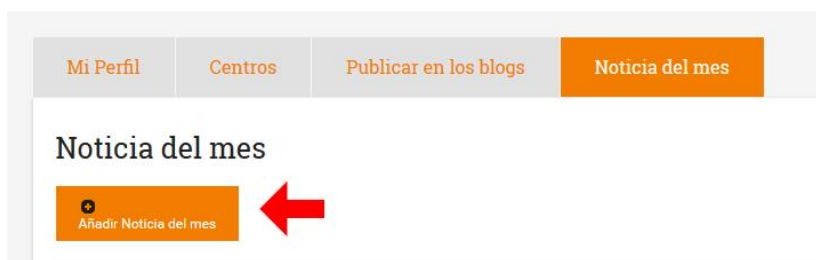 Mi Perfil Centros Publicar en los blogs Noticia del mes
Noticia del mes
Añadir Noticia del mes